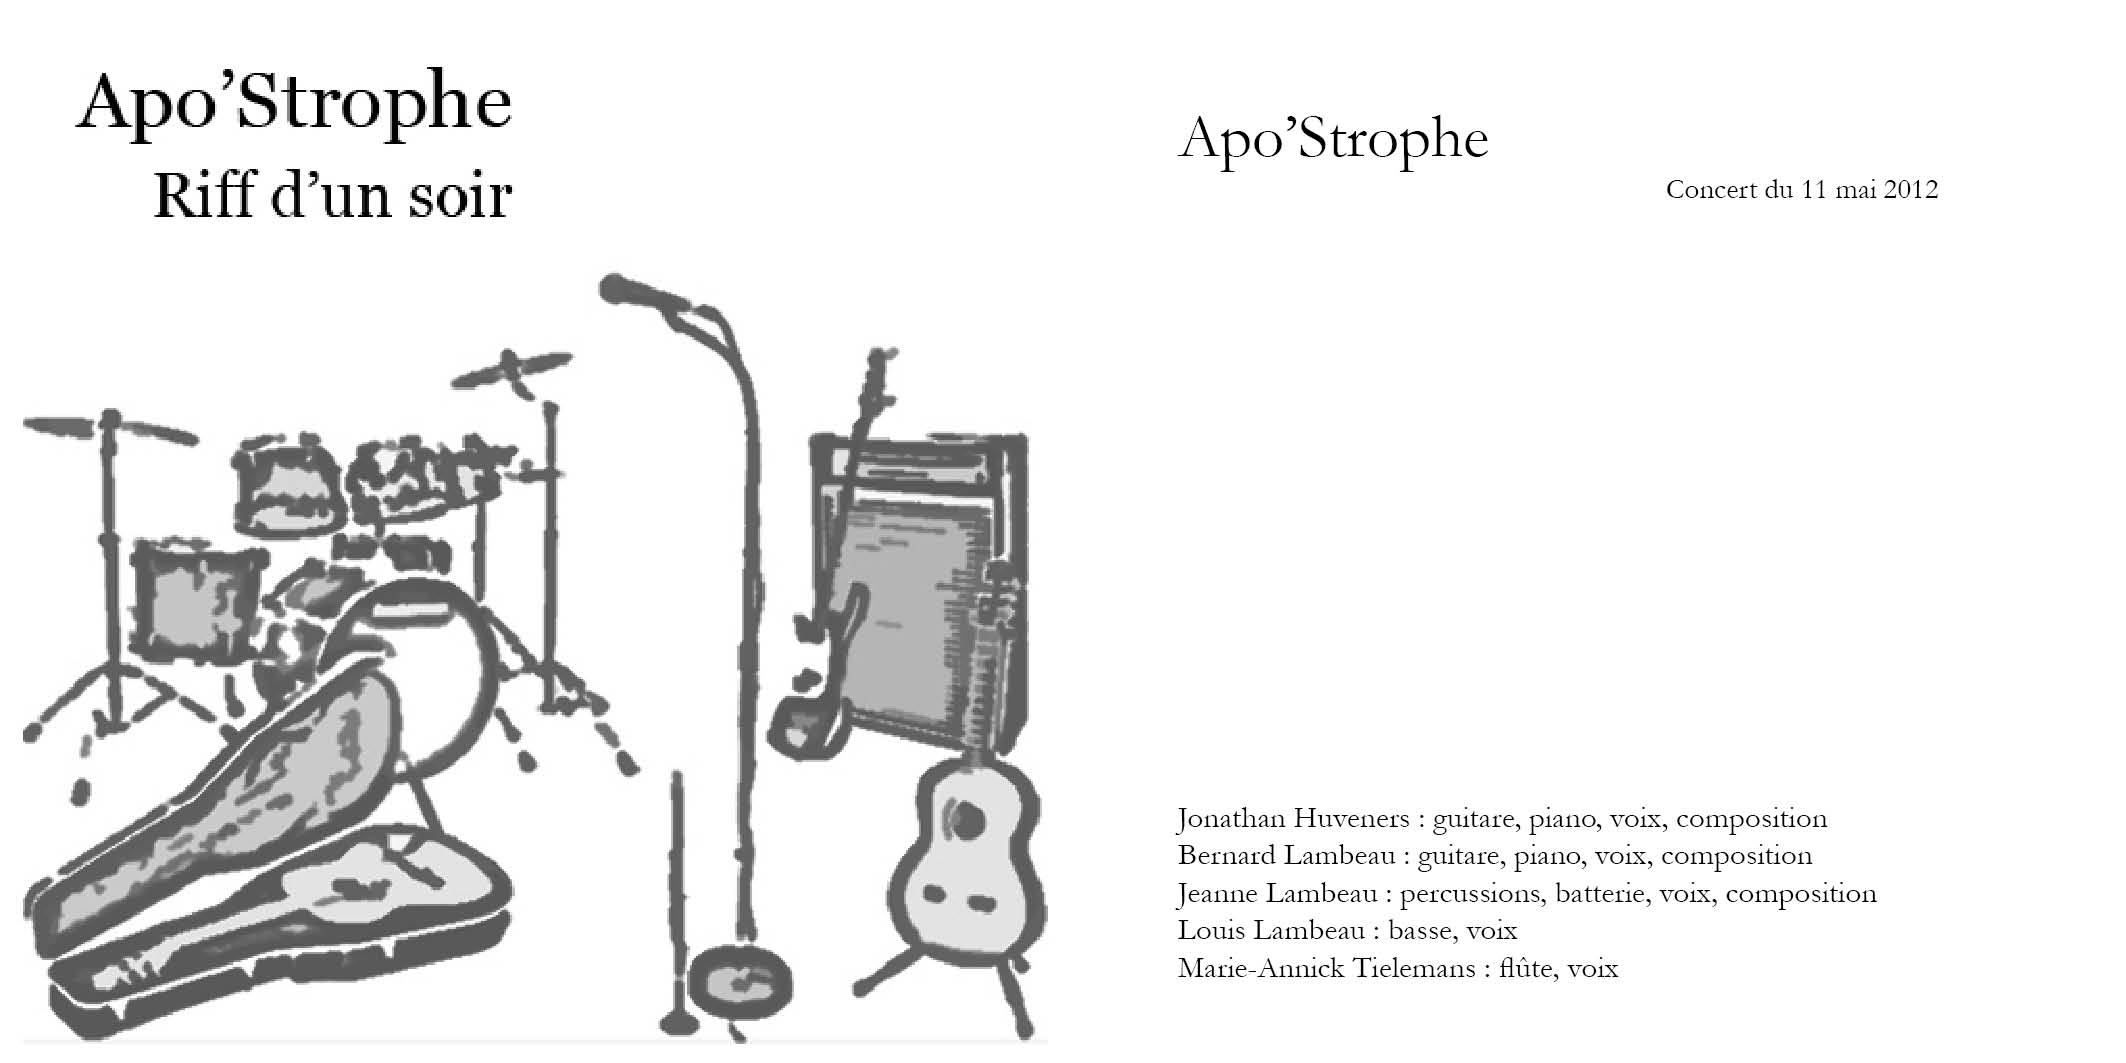 Apo’Strophe
Riff d’un soir
Apo’Strophe
Concert du 11 mai 2012
Jonathan Huveners : guitare, piano, voix, composition
Bernard Lambeau : guitare, piano, voix, composition
Jeanne Lambeau : percussions, batterie, voix, composition
Louis Lambeau : basse, voix
Marie-Annick Tielemans : flûte, voix